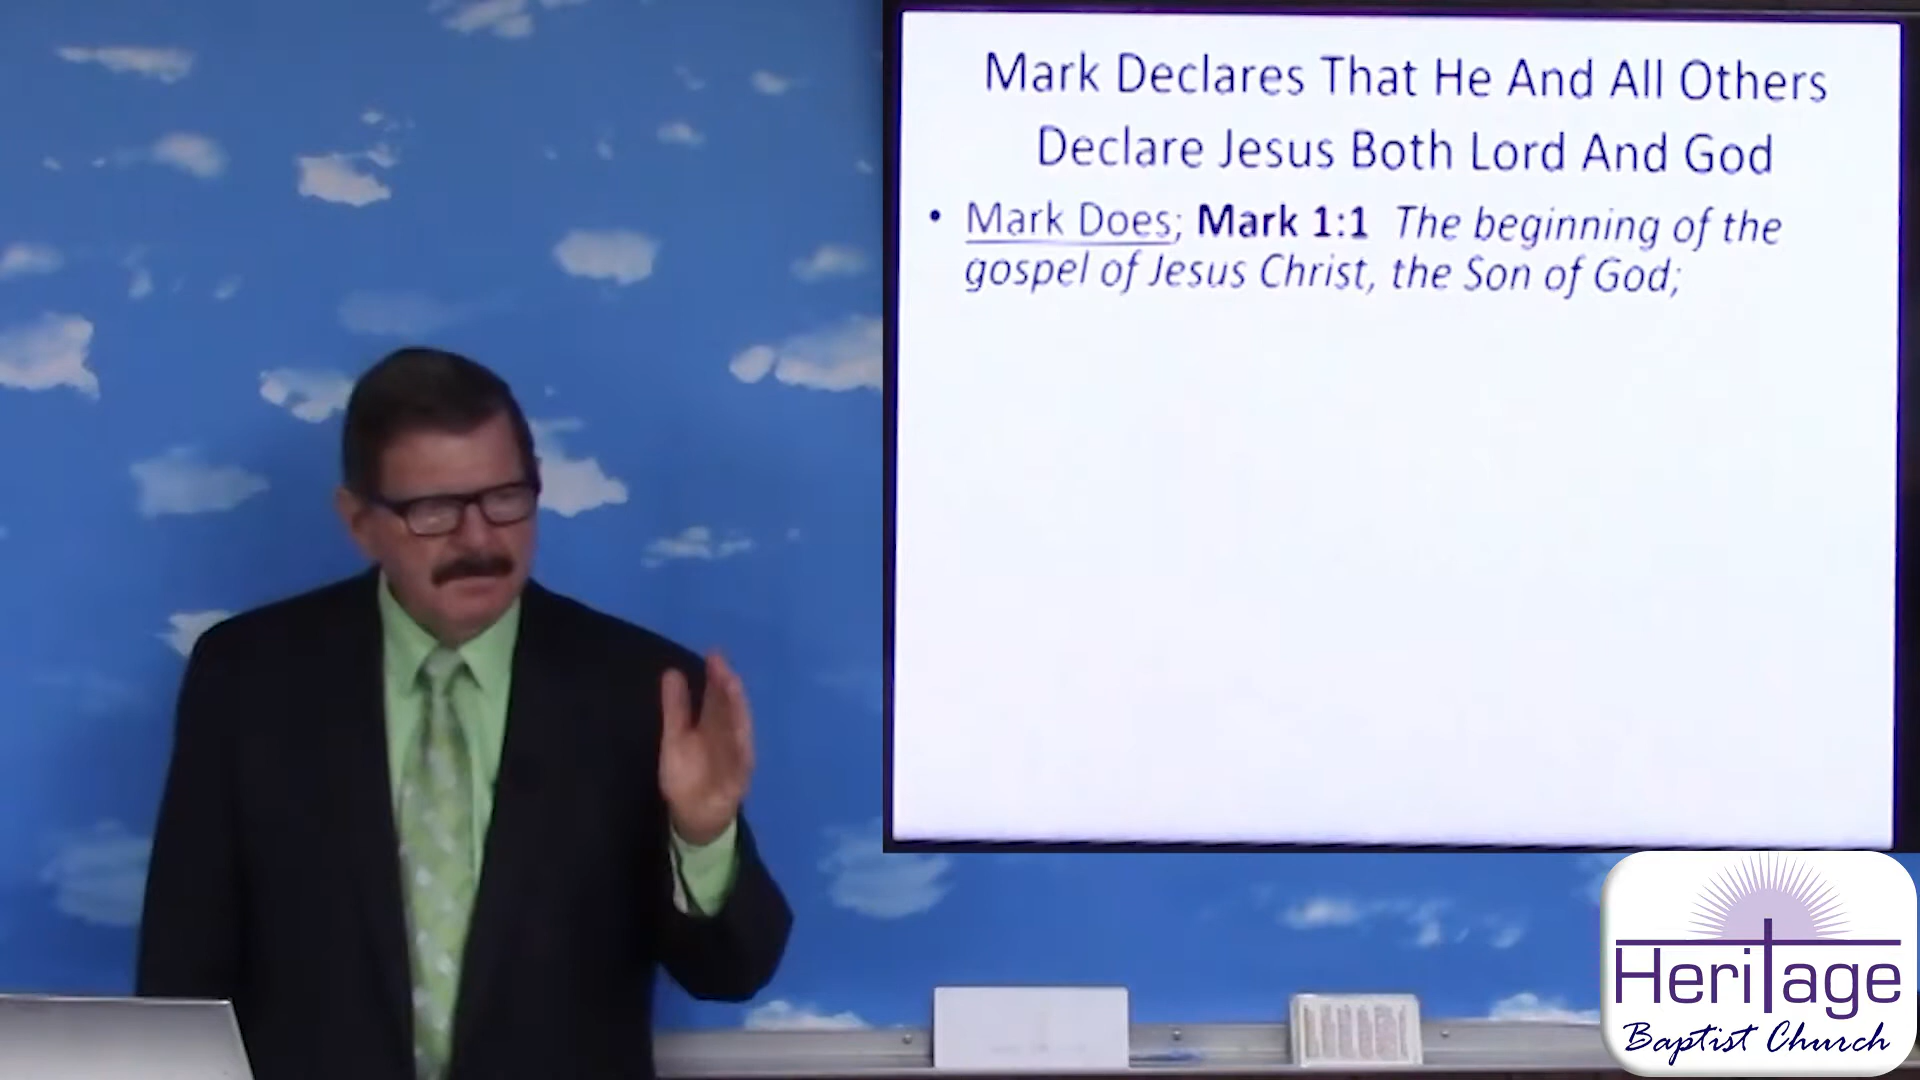 Mark Declares That He And All Others
Declare Jesus Both Lord And God
• Mark Does; Mark 1:1 The beginning of the
gospel of Jesus Christ, the Son of God;
Heritage
Baptist Church